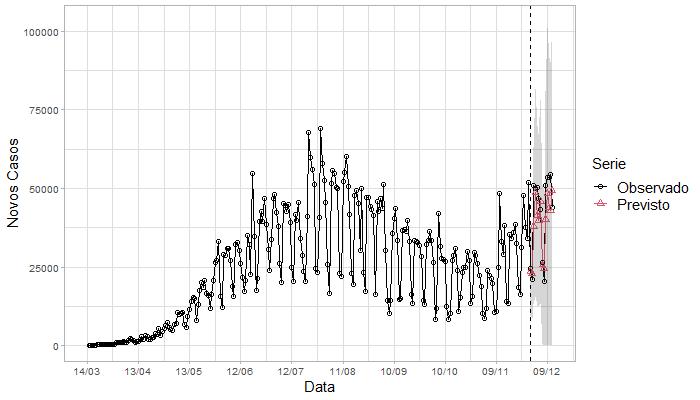 Novos Casos
100000
75000
50000
25000
0
14/03 13/04 13/05 12/06 12/07 11/08 10/09 10/10 09/11 09/12
Data
Serie
Observado
Previsto